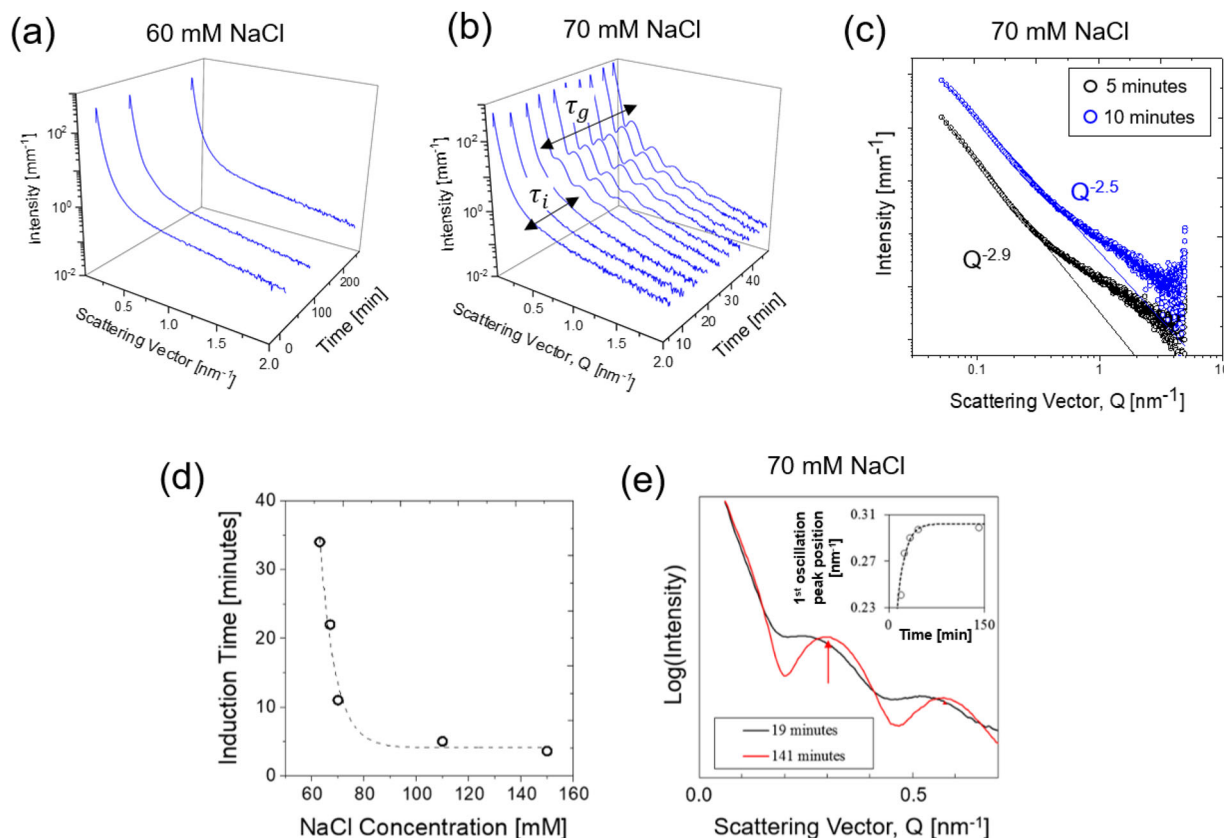 (a)
60 mM NaCl
Intensity [mm⁻¹]
10²
10⁰
10⁻²
0.5
1.0
1.5
2.0
Scattering Vector [nm⁻¹]
0
100
200
Time [min]
(b)
70 mM NaCl
τg
τi
Intensity [mm⁻¹]
10²
10⁰
10⁻²
0.5
1.0
1.5
2.0
Scattering Vector, Q [nm⁻¹]
10
20
30
40
Time [min]
(c)
70 mM NaCl
5 minutes
10 minutes
Q⁻²·⁵
Q⁻²·⁹
Intensity [mm⁻¹]
0.1
1
10
Scattering Vector, Q [nm⁻¹]
(d)
Induction Time [minutes]
40
30
20
10
0
60 80 100 120 140 160
NaCl Concentration [mM]
(e)
70 mM NaCl
Log(Intensity)
1st oscillation
peak position
[nm⁻¹]
0.31
0.27
0.23
0
150
Time [min]
19 minutes
141 minutes
0.1
0.5
Scattering Vector, Q [nm⁻¹]